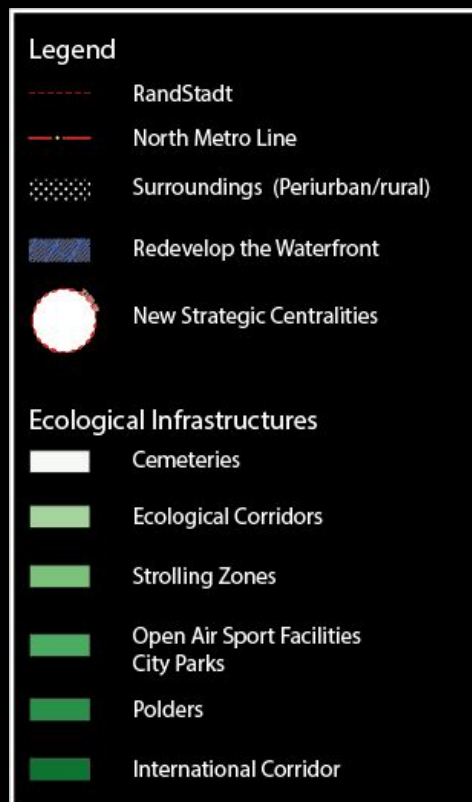 Legend
RandStadt
North Metro Line
Surroundings (Periurban/rural)
Redevelop the Waterfront
New Strategic Centralities
Ecological Infrastructures
Cemeteries
Ecological Corridors
Strolling Zones
Open Air Sport Facilities
City Parks
Polders
International Corridor